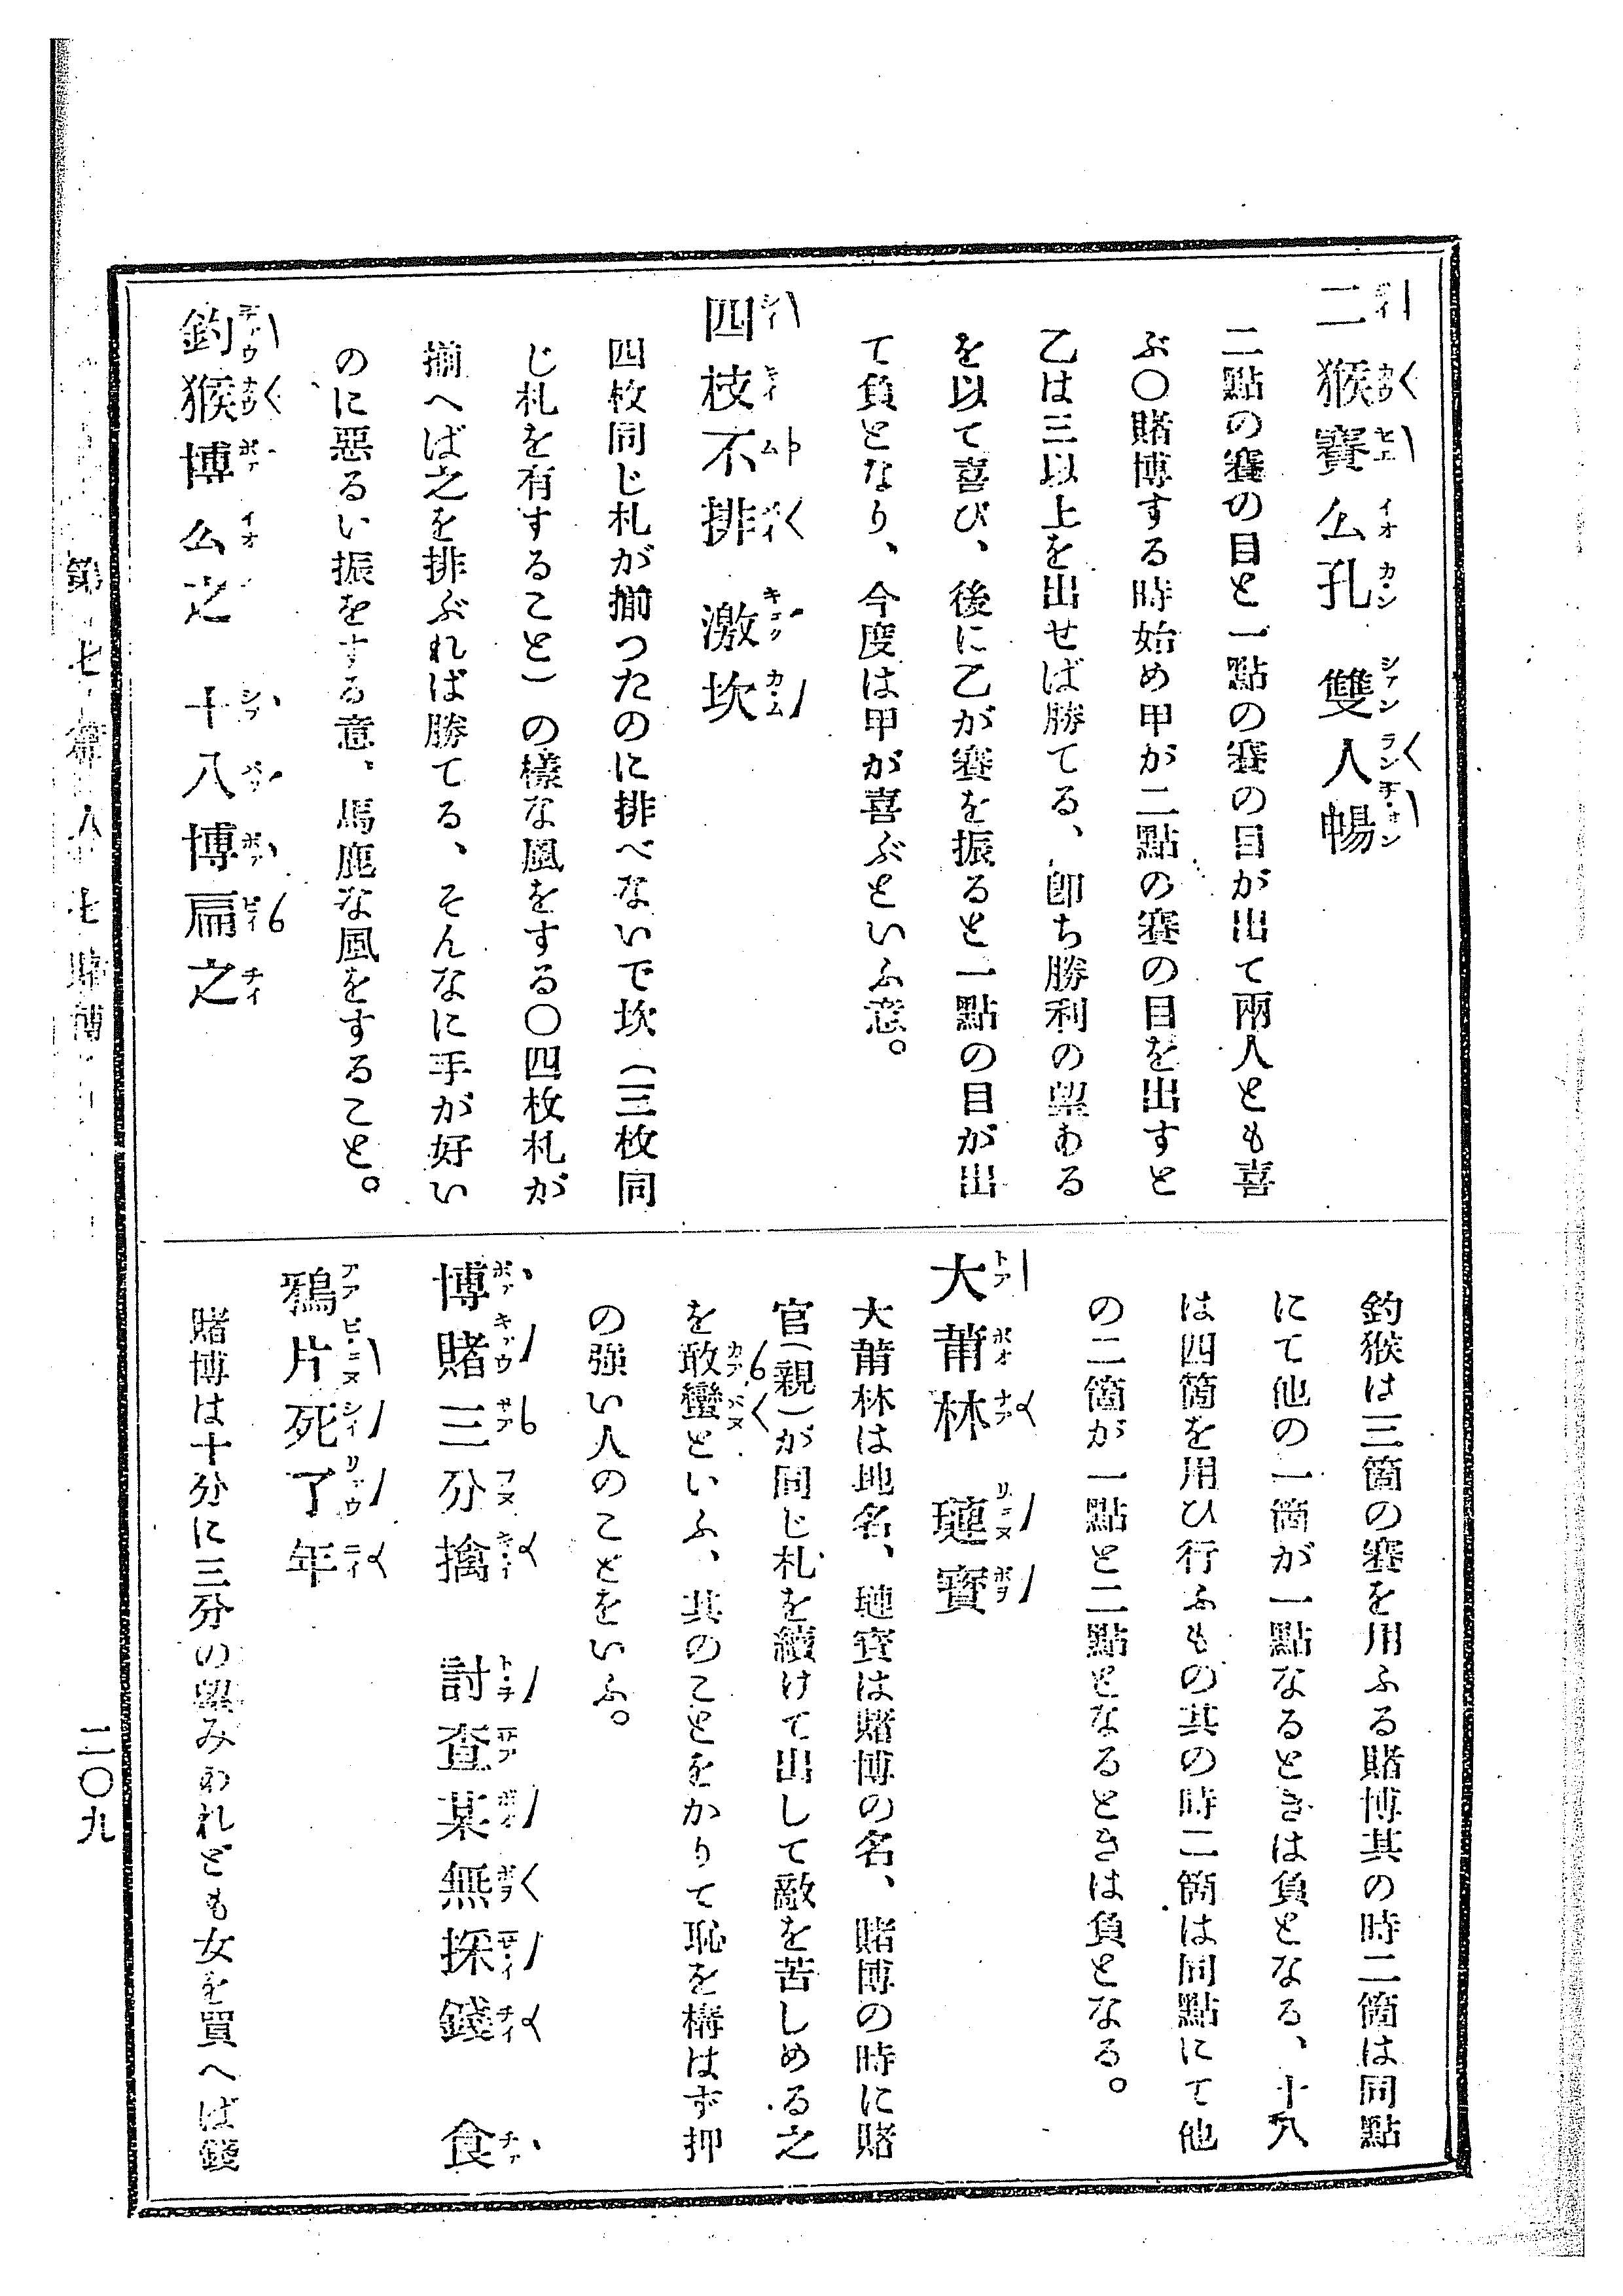 二猴賽么孔　雙人暢
二點の賽の目と一點の賽の目が出て兩人とも喜
ぶ〇賭博する時始め甲が二點の賽の目を出すと
乙は三以上を出せば勝てる、卽ち勝利の望ある
を以て喜び、後に乙が賽を振ると一點の目が出
て負となり、今度は甲が喜ぶといふ意。
四枝不排　激坎
四枚同じ札が揃つたのに排べないで坎（三枚同
じ札を有すること）の樣な風をする〇四枚札が
揃へば之を排ぶれば勝てる、そんなに手が好い
のに惡るい振をする意、馬鹿な風をすること。
釣猴博么之　十八博扁之
釣猴は三箇の賽を用ふる賭博其の時二箇は同點
にて他の一箇が一點なるときは負となる、十八
は四箇を用ひ行ふもの其の時二箇は同點にて他
の二箇が一點と二點となるときは負となる。
大莆林　璉寶
大莆林は地名、璉寶は賭博の名、賭博の時に賭
官（親）が同じ札を續けて出して敵を苦しめる之
を敢蠻といふ、其のことをかりて恥を構はず押
の强い人のことをいふ。
博賭三分擒　討査某無採錢　食
鴉片死了年
賭博は十分に三分の望みあれども女を買へば錢
第七章　人事　七　賭博
二〇九